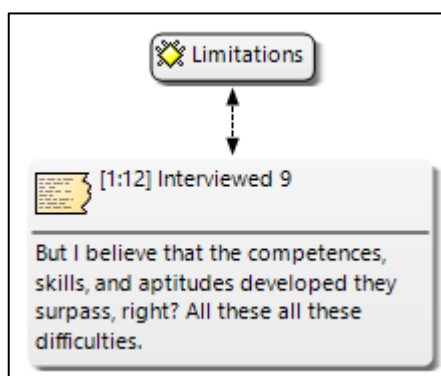 Limitations
[1:12] Interviewed 9
But I believe that the competences,
skills, and aptitudes developed they
surpass, right? All these all these
difficulties.